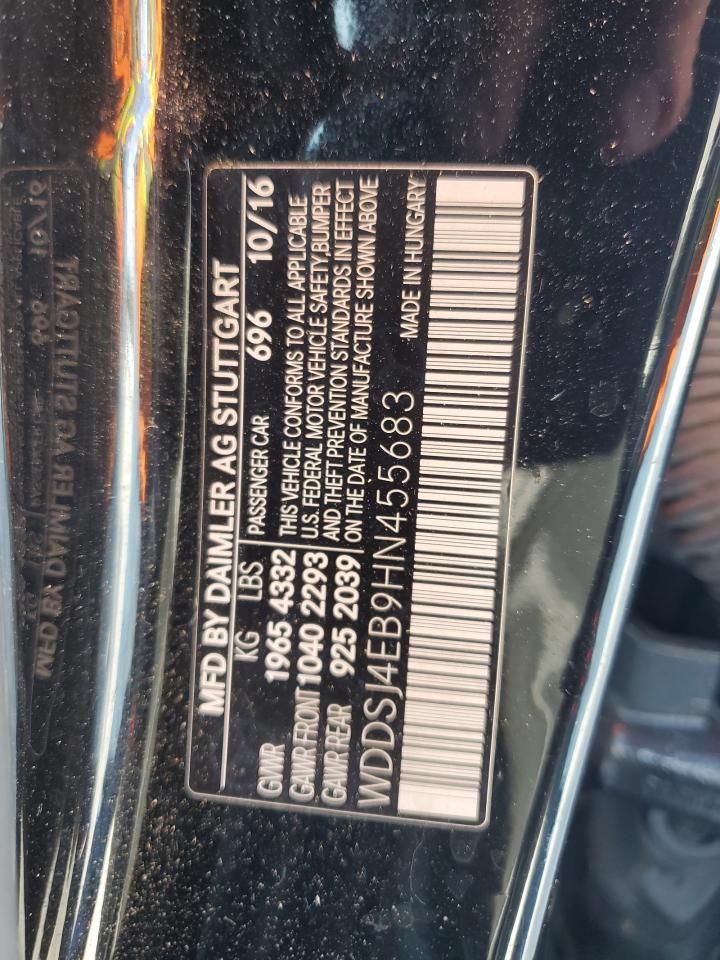 MFD BY DAIMLER AG STUTTGART
KG LBS PASSENGER CAR 696 10/16
GVWR 1965 4332 THIS VEHICLE CONFORMS TO ALL APPLICABLE
GAWR FRONT 1040 2293 U.S. FEDERAL MOTOR VEHICLE SAFETY, BUMPER
GAWR REAR 925 2039 AND THEFT PREVENTION STANDARDS IN EFFECT
ON THE DATE OF MANUFACTURE SHOWN ABOVE
WDDSJ4EB9HN455683 MADE IN HUNGARY